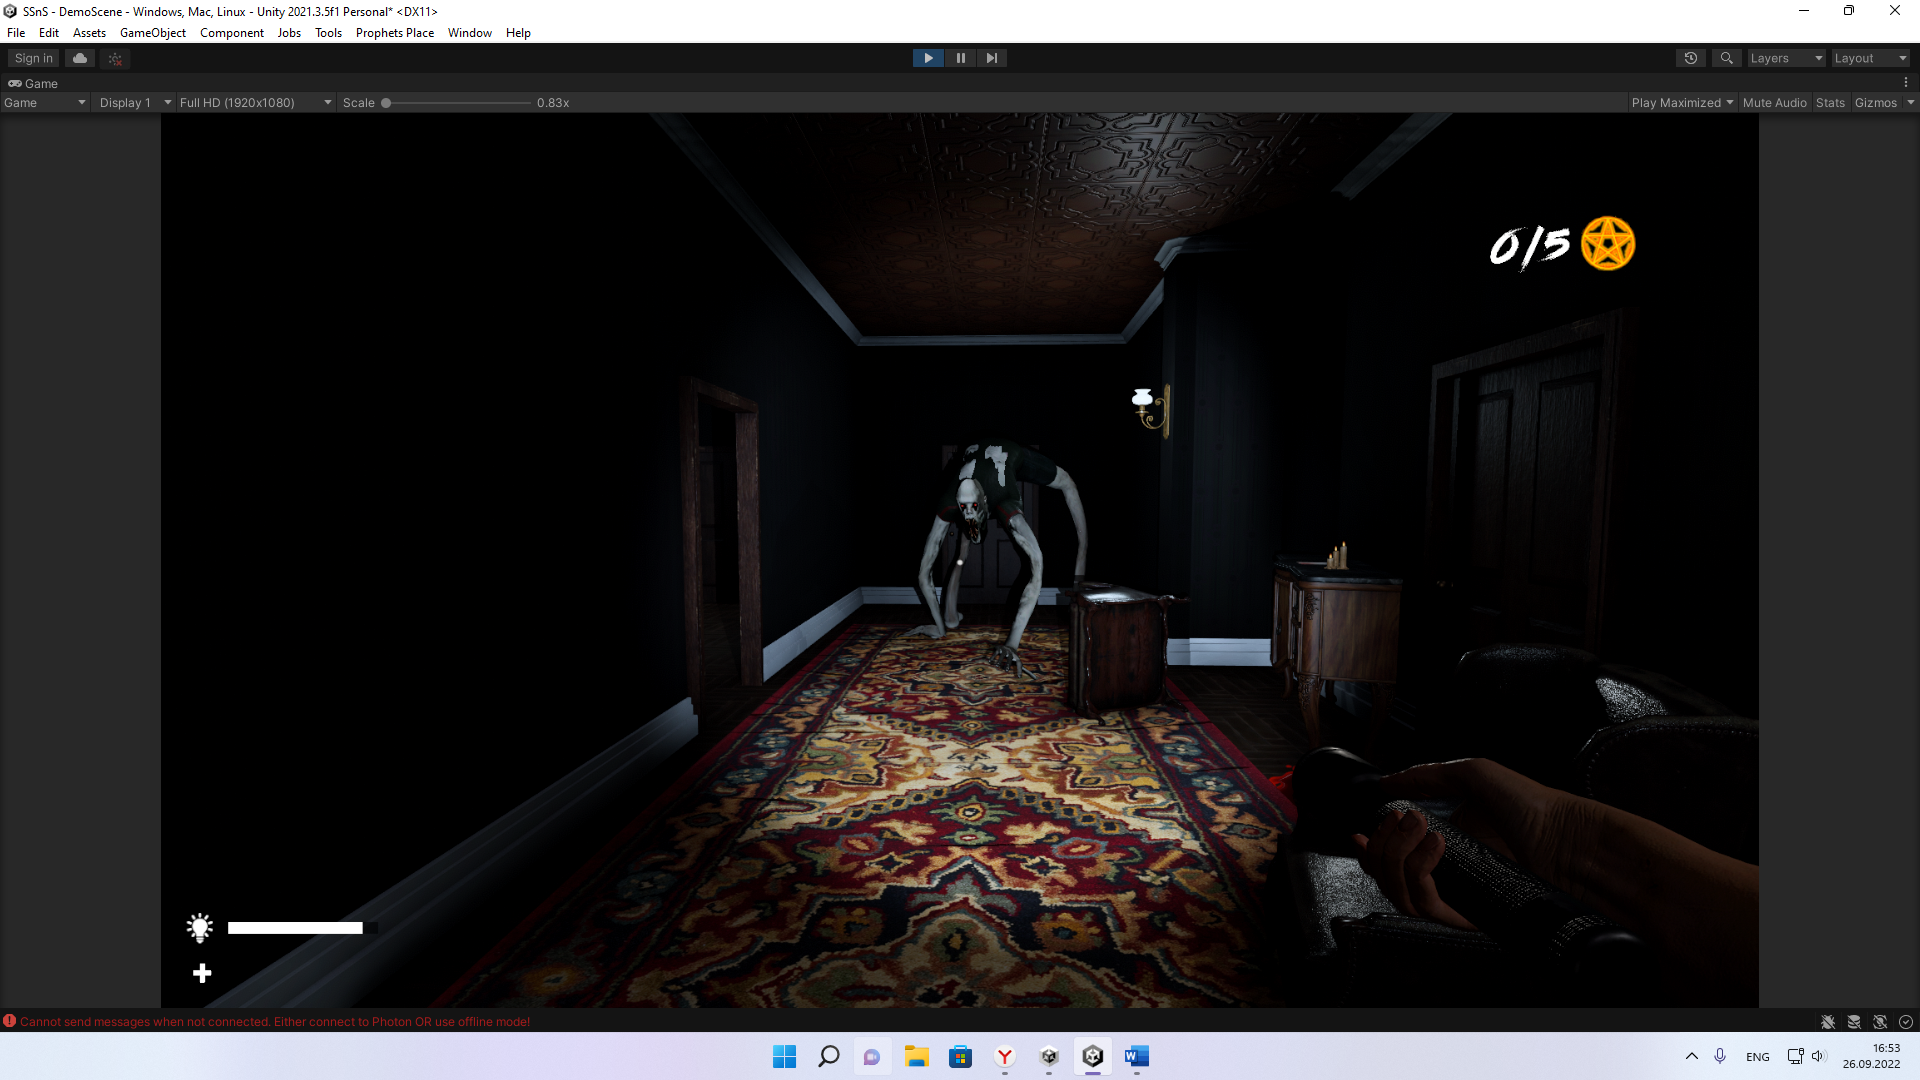 SSnS - DemoScene - Windows, Mac, Linux - Unity 2021.3.5f1 Personal* <DX11>
File Edit Assets GameObject Component Jobs Tools Prophets Place Window Help
Sign in Layers Layout
Game
Game Display 1 Full HD (1920x1080) Scale 0.83x Play Maximized Mute Audio Stats Gizmos
0/5
Cannot send messages when not connected. Either connect to Photon OR use offline mode!
ENG 16:53
26.09.2022